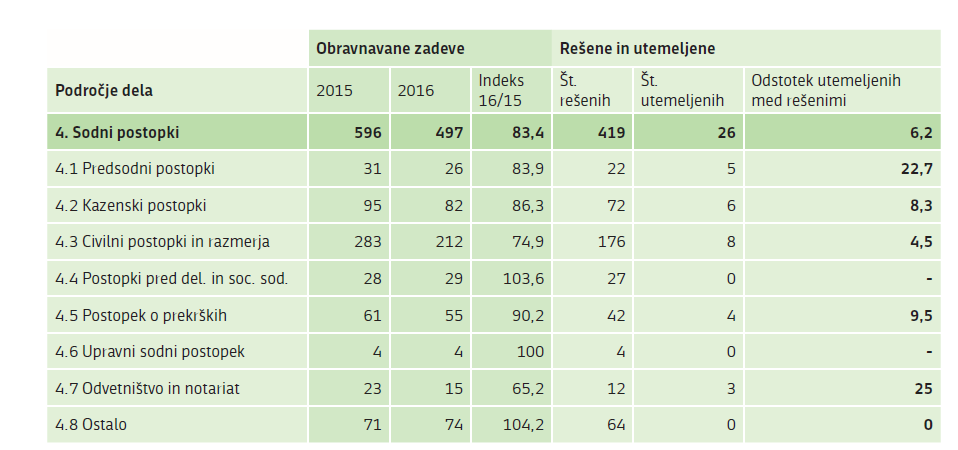 Obravnavane zadeve Rešene in utemeljene
Področje dela 2015 2016 Indeks 16/15 Št. rešenih Št. utemeljenih Odstotek utemeljenih med rešenimi
4. Sodni postopki 596 497 83,4 419 26 6,2
4.1 Predsodni postopki 31 26 83,9 22 5 22,7
4.2 Kazenski postopki 95 82 86,3 72 6 8,3
4.3 Civilni postopki in razmerja 283 212 74,9 176 8 4,5
4.4 Postopki pred del. in soc. sod. 28 29 103,6 27 0 -
4.5 Postopek o prekrških 61 55 90,2 42 4 9,5
4.6 Upravni sodni postopek 4 4 100 4 0 -
4.7 Odvetništvo in notariat 23 15 65,2 12 3 25
4.8 Ostalo 71 74 104,2 64 0 0